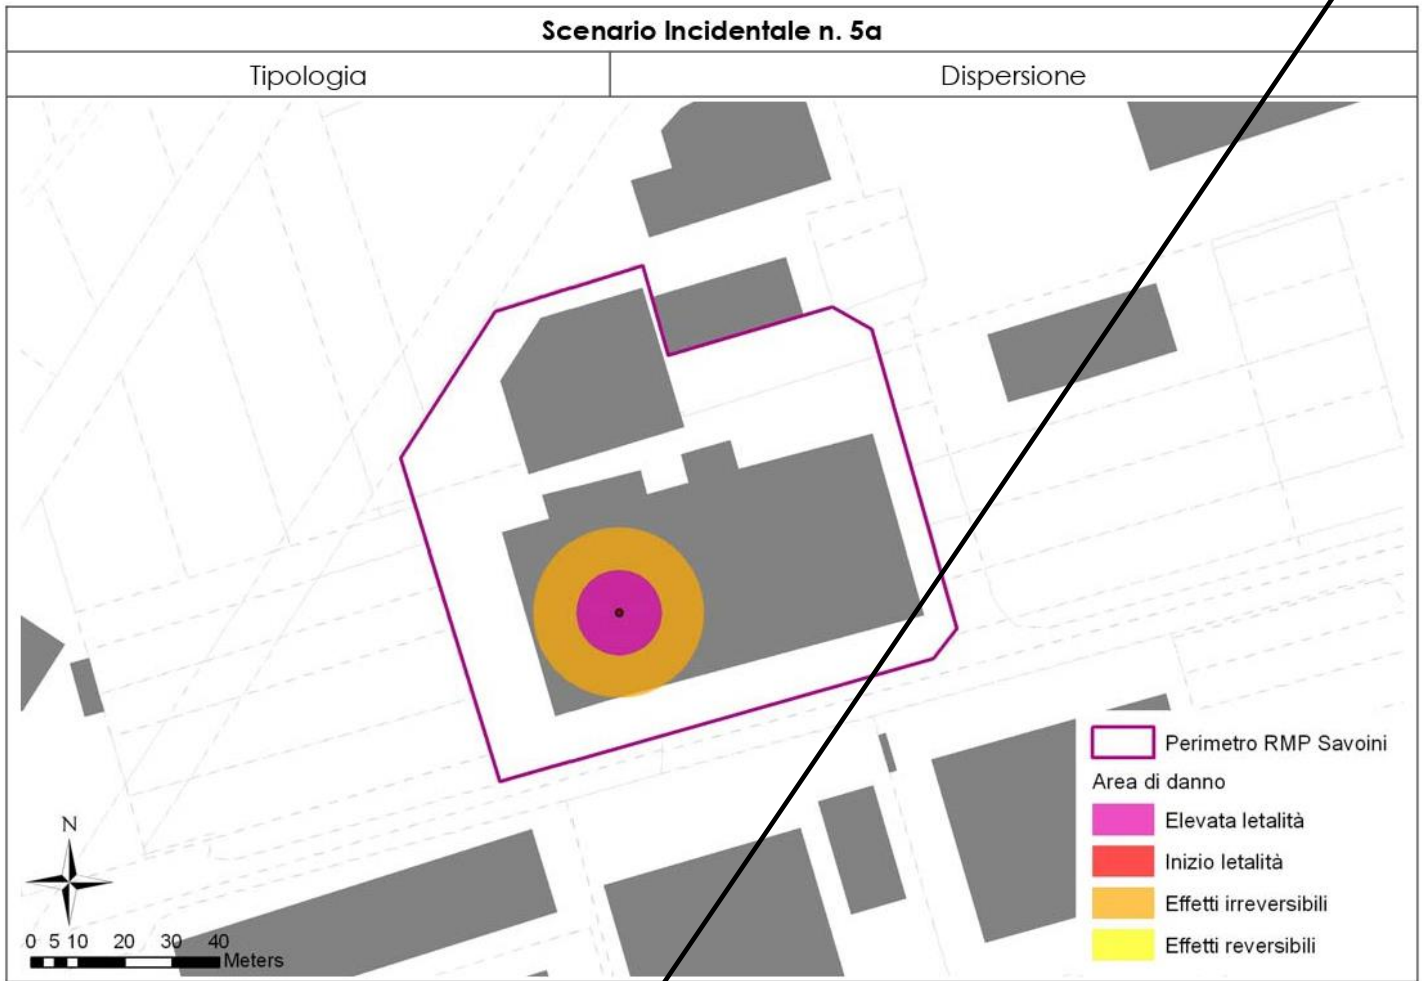 Scenario Incidentale n. 5a
Tipologia
Dispersione
Perimetro RMP Savoini
Area di danno
Elevata letalità
Inizio letalità
Effetti irreversibili
Effetti reversibili
N
0 5 10 20 30 40
Meters